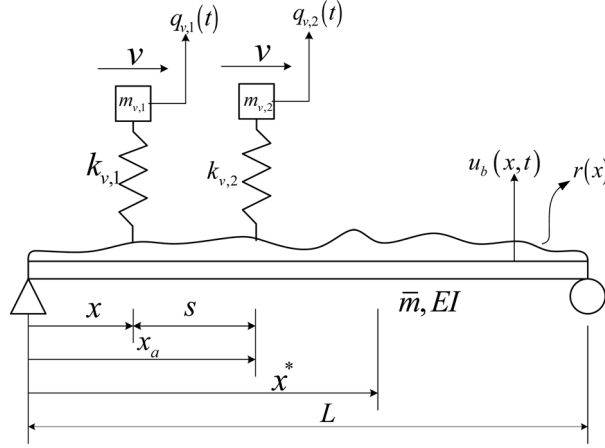 q_{v,1}(t)
q_{v,2}(t)
v
v
m_{v,1}
m_{v,2}
k_{v,1}
k_{v,2}
u_b(x,t)
r(x)
m̅, EI
x
s
x_a
x*
L